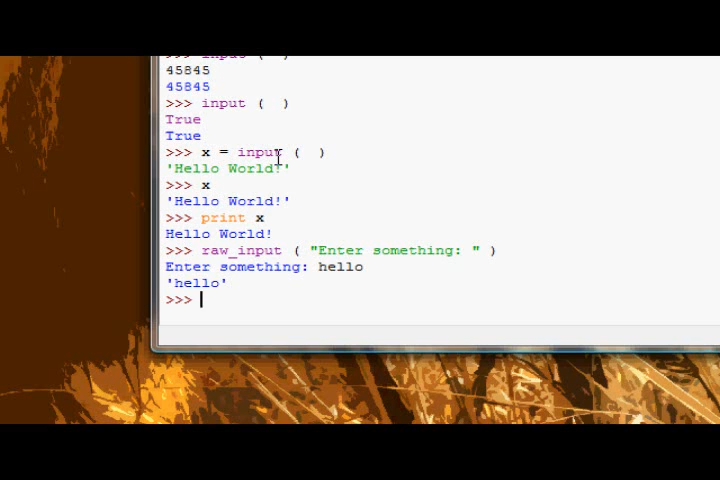 >>> input (  )
45845
45845
>>> input (  )
True
True
>>> x = input (  )
'Hello World!'
>>> x
'Hello World!'
>>> print x
Hello World!
>>> raw_input ( "Enter something: " )
Enter something: hello
'hello'
>>>